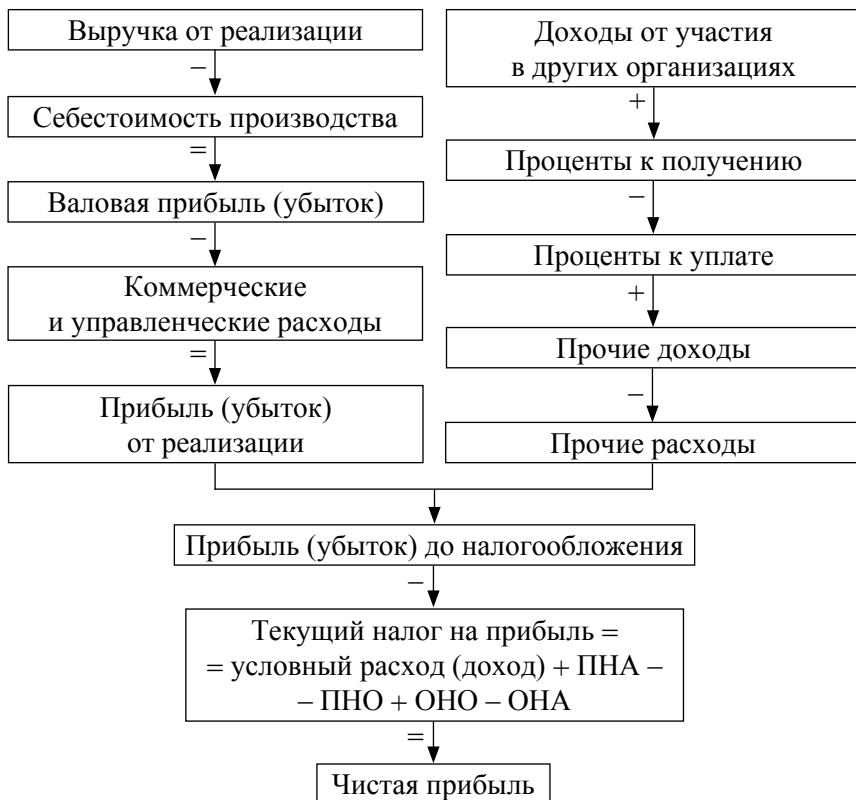 Выручка от реализации
–
Себестоимость производства
=
Валовая прибыль (убыток)
–
Коммерческие
и управленческие расходы
=
Прибыль (убыток)
от реализации
Доходы от участия
в других организациях
+
Проценты к получению
–
Проценты к уплате
+
Прочие доходы
–
Прочие расходы
Прибыль (убыток) до налогообложения
–
Текущий налог на прибыль =
= условный расход (доход) + ПНА –
– ПНО + ОНО – ОНА
=
Чистая прибыль